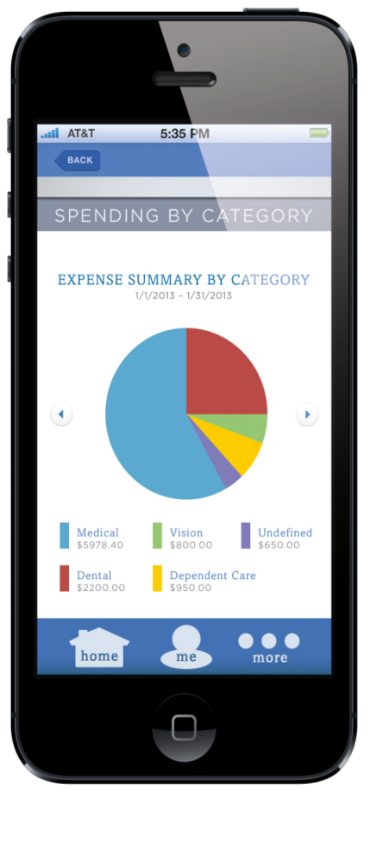 AT&T 5:35 PM
BACK
SPENDING BY CATEGORY
EXPENSE SUMMARY BY CATEGORY
1/1/2013 - 1/31/2013
Medical Vision Undefined
$5978.40 $800.00 $650.00
Dental Dependent Care
$2200.00 $950.00
home me more